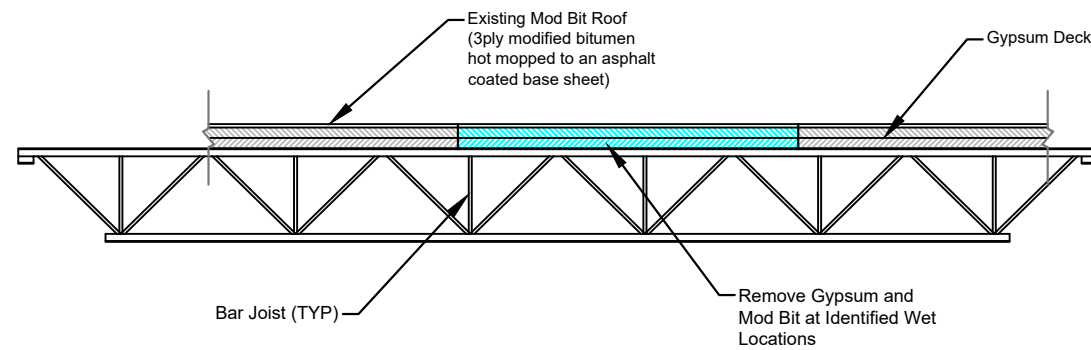 Existing Mod Bit Roof
(3ply modified bitumen
hot mopped to an asphalt
coated base sheet)
Gypsum Deck
Bar Joist (TYP)
Remove Gypsum and
Mod Bit at Identified Wet
Locations